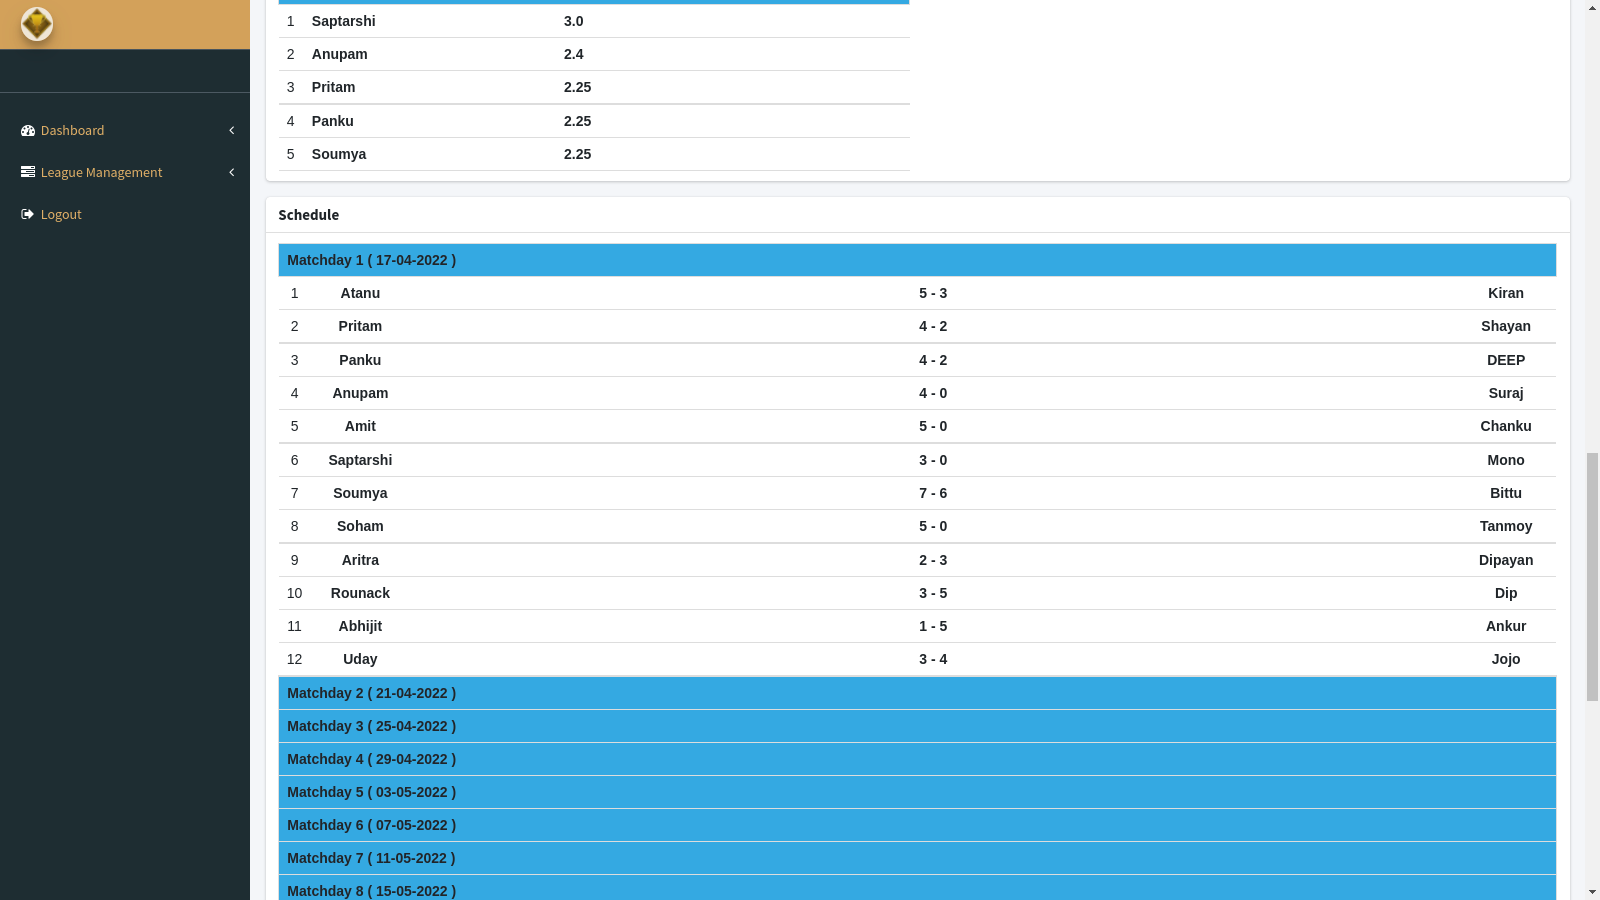 Dashboard
League Management
Logout
1 Saptarshi 3.0
2 Anupam 2.4
3 Pritam 2.25
4 Panku 2.25
5 Soumya 2.25
Schedule
Matchday 1 ( 17-04-2022 )
1 Atanu 5 - 3 Kiran
2 Pritam 4 - 2 Shayan
3 Panku 4 - 2 DEEP
4 Anupam 4 - 0 Suraj
5 Amit 5 - 0 Chanku
6 Saptarshi 3 - 0 Mono
7 Soumya 7 - 6 Bittu
8 Soham 5 - 0 Tanmoy
9 Aritra 2 - 3 Dipayan
10 Rounack 3 - 5 Dip
11 Abhijit 1 - 5 Ankur
12 Uday 3 - 4 Jojo
Matchday 2 ( 21-04-2022 )
Matchday 3 ( 25-04-2022 )
Matchday 4 ( 29-04-2022 )
Matchday 5 ( 03-05-2022 )
Matchday 6 ( 07-05-2022 )
Matchday 7 ( 11-05-2022 )
Matchday 8 ( 15-05-2022 )